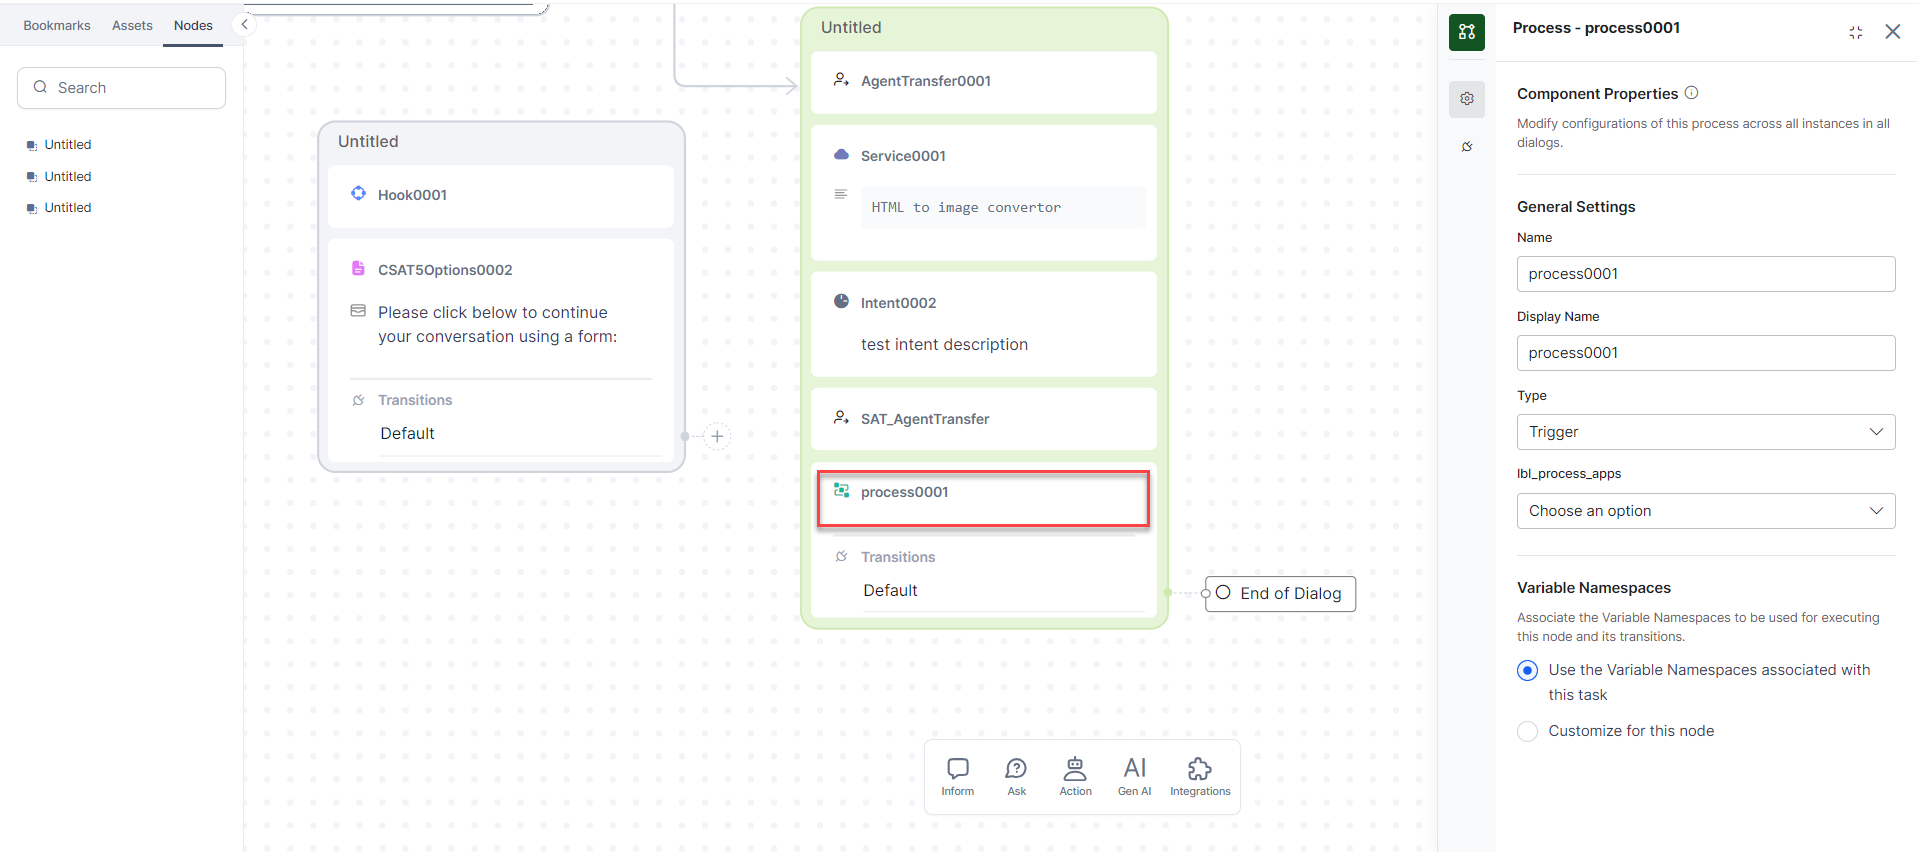 Bookmarks
Assets
Nodes
Search
Untitled
Untitled
Untitled
Untitled
Hook0001
CSAT5Options0002
Please click below to continue
your conversation using a form:
Transitions
Default
Untitled
AgentTransfer0001
Service0001
HTML to image convertor
Intent0002
test intent description
SAT_AgentTransfer
process0001
Transitions
Default
End of Dialog
Inform
Ask
Action
AI
Gen AI
Integrations
Process - process0001
Component Properties
Modify configurations of this process across all instances in all
dialogs.
General Settings
Name
process0001
Display Name
process0001
Type
Trigger
lbl_process_apps
Choose an option
Variable Namespaces
Associate the Variable Namespaces to be used for executing
this node and its transitions.
Use the Variable Namespaces associated with
this task
Customize for this node